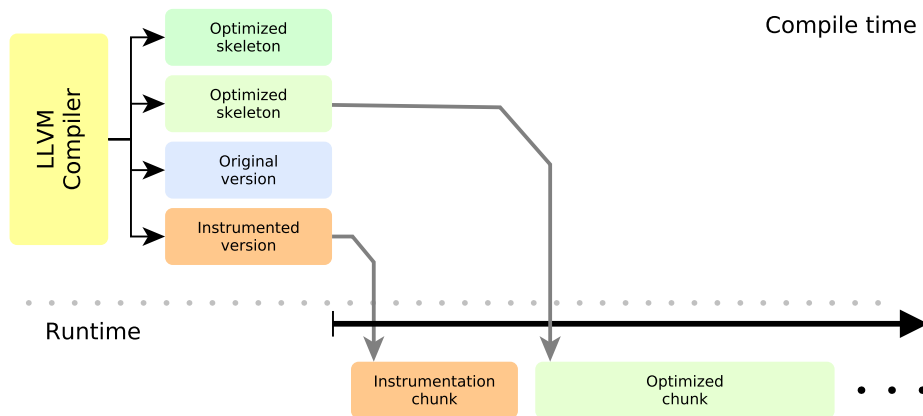 Compile time
LLVM
Compiler
Optimized
skeleton
Optimized
skeleton
Original
version
Instrumented
version
Runtime
Instrumentation
chunk
Optimized
chunk